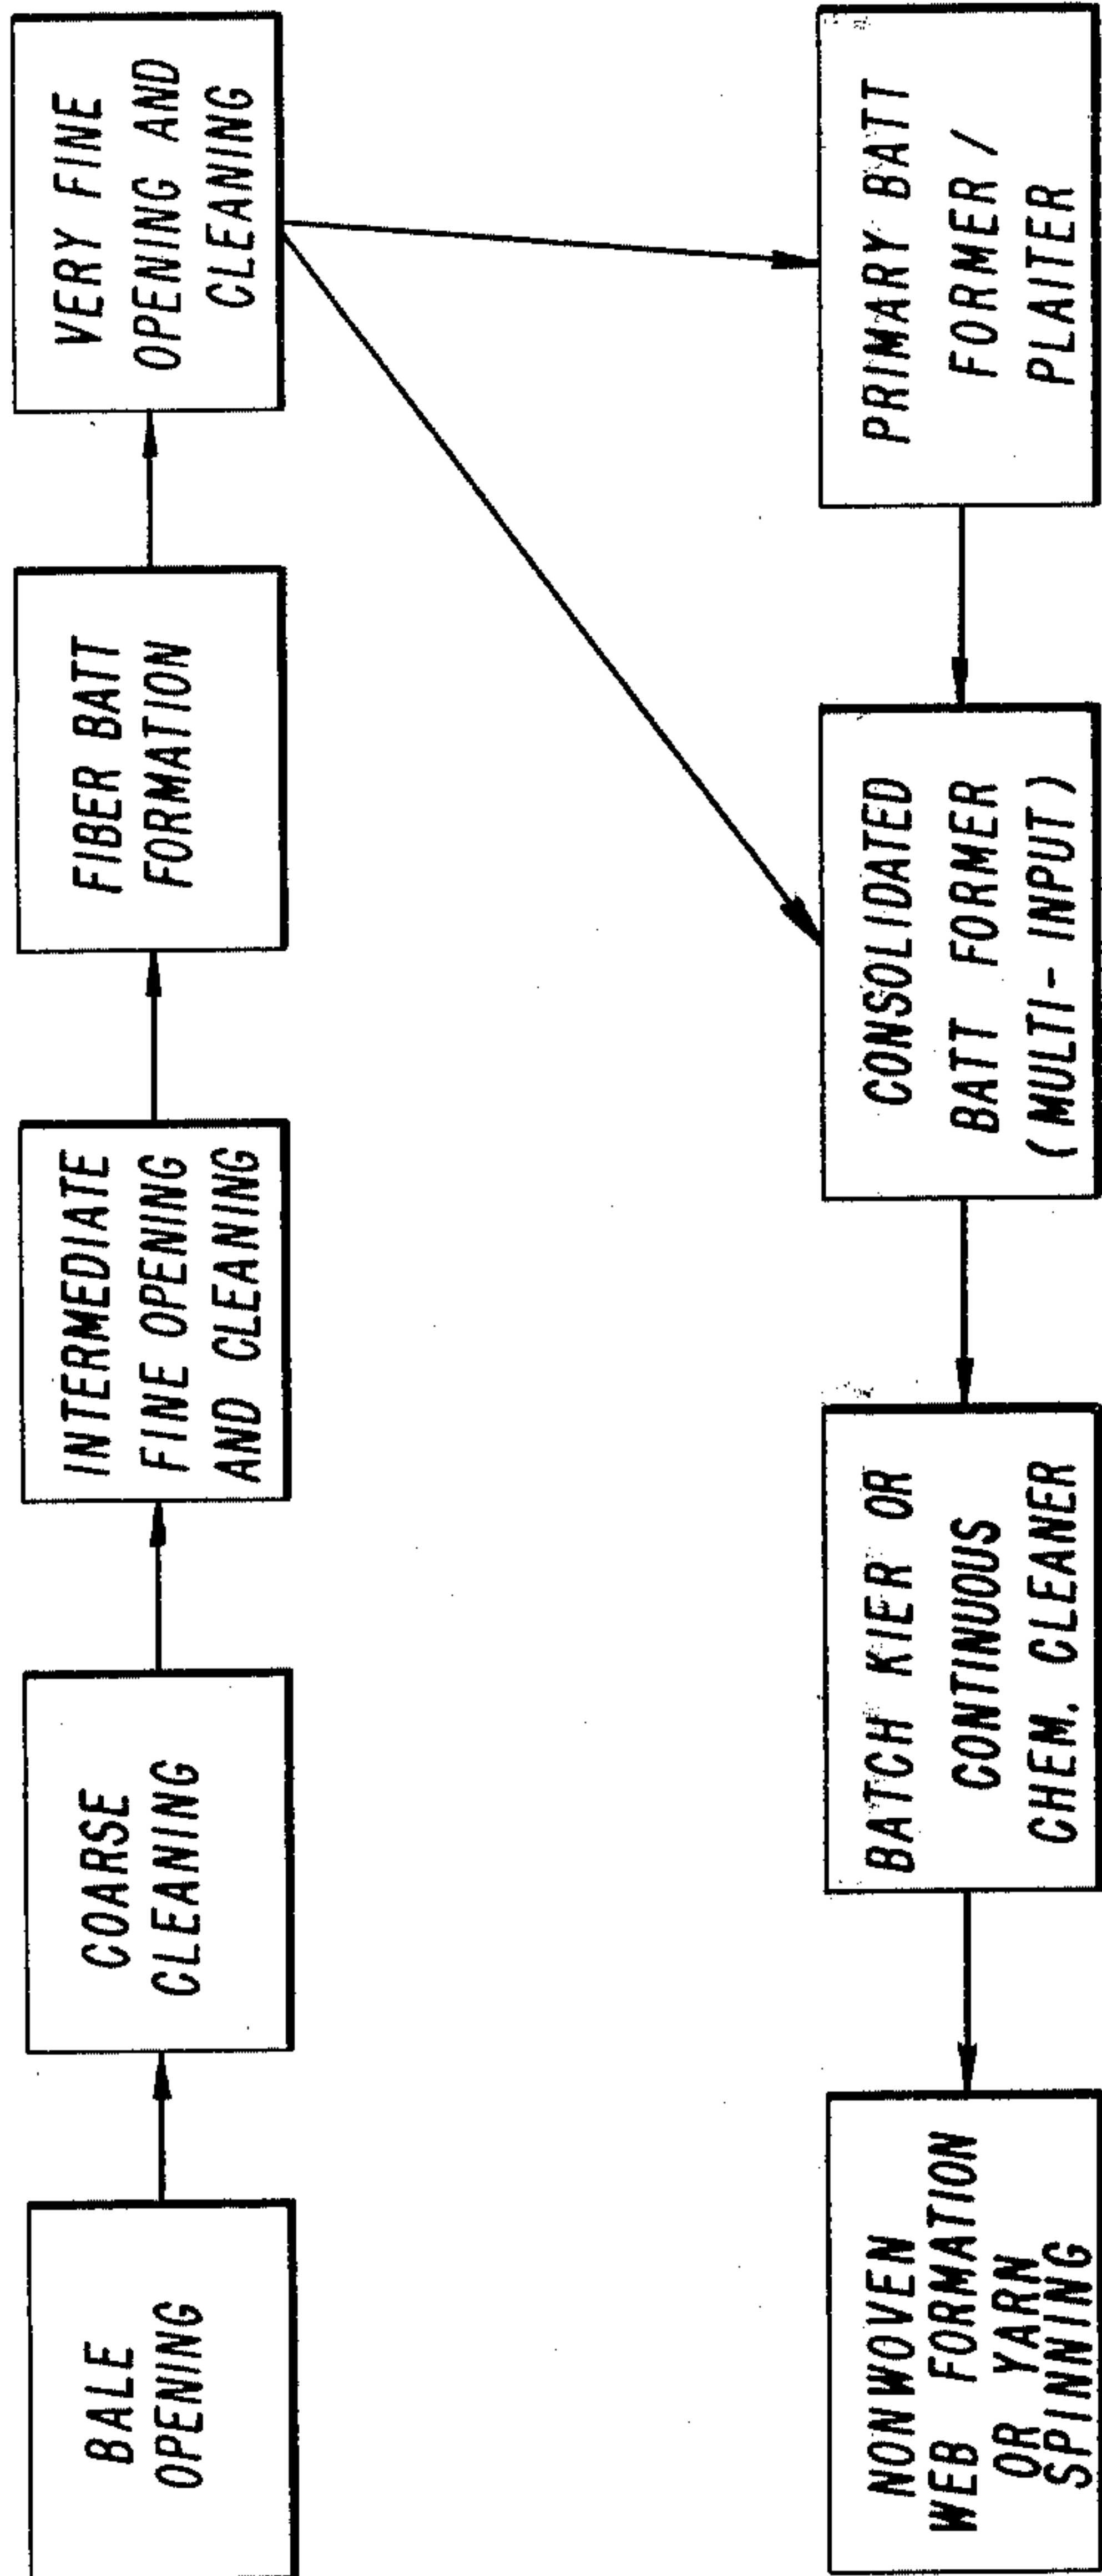 BALE
OPENING
COARSE
CLEANING
INTERMEDIATE
FINE OPENING
AND CLEANING
FIBER BATT
FORMATION
VERY FINE
OPENING AND
CLEANING
PRIMARY BATT
FORMER /
PLAITER
CONSOLIDATED
BATT FORMER
(MULTI-INPUT)
BATCH KIER OR
CONTINUOUS
CHEM. CLEANER
NONWOVEN
WEB FORMATION
OR YARN
SPINNING